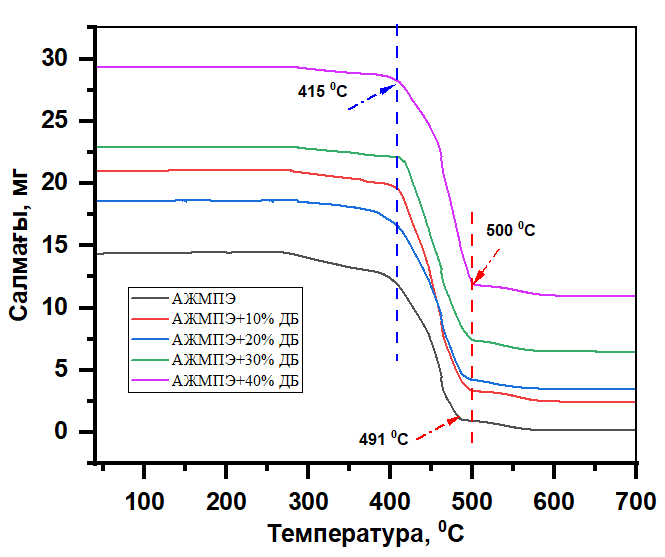 30
25
20
15
10
5
0
Салмағы, мг
415 ⁰C
500 ⁰C
491 ⁰C
АЖМПЭ
АЖМПЭ+10% ДБ
АЖМПЭ+20% ДБ
АЖМПЭ+30% ДБ
АЖМПЭ+40% ДБ
100 200 300 400 500 600 700
Температура, ⁰C